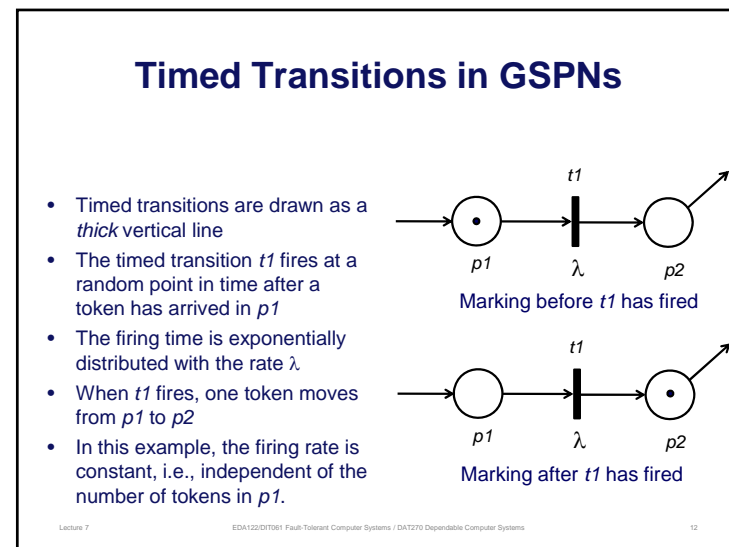 Timed Transitions in GSPNs
• Timed transitions are drawn as a
thick vertical line
• The timed transition t1 fires at a
random point in time after a
token has arrived in p1
• The firing time is exponentially
distributed with the rate λ
• When t1 fires, one token moves
from p1 to p2
• In this example, the firing rate is
constant, i.e., independent of the
number of tokens in p1.
t1
p1 λ p2
Marking before t1 has fired
t1
p1 λ p2
Marking after t1 has fired
Lecture 7 EDA122/DIT061 Fault-Tolerant Computer Systems / DAT270 Dependable Computer Systems 12